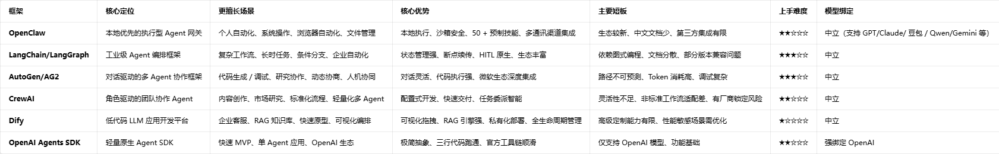 框架 核心定位 更擅长场景 核心优势 主要短板 上手难度 模型绑定
OpenClaw 本地优先的执行型 Agent 网关 个人自动化、系统操作、浏览器自动化、文件管理 本地执行、沙箱安全、50 + 预制技能、多通讯渠道集成 生态较新、中文文档少、第三方集成有限 ★★☆☆☆ 中立（支持 GPT/Claude/ 豆包 / Qwen/Gemini 等）
LangChain/LangGraph 工业级 Agent 编排框架 复杂工作流、长时任务、条件分支、企业自动化 状态管理强、断点续传、HITL 原生、生态丰富 依赖图式编程、文档分散、部分版本兼容问题 ★★★☆☆ 中立
AutoGen/AG2 对话驱动的多 Agent 协作框架 代码生成 / 调试、研究协作、动态协商、人机协同 对话灵活、代码执行强、微软生态深度集成 路径不可预测、Token 消耗高、调试复杂 ★★★☆☆ 中立
CrewAI 角色驱动的团队协作 Agent 内容创作、市场研究、标准化流程、轻量化多 Agent 配置式开发、快速交付、任务委派智能 灵活性不足、非标准工作流适配差、有厂商锁定风险 ★★☆☆☆ 中立
Dify 低代码 LLM 应用开发平台 企业客服、RAG 知识库、快速原型、可视化编排 可视化拖拽、RAG 引擎强、私有化部署、全生命周期管理 高级定制能力有限、性能敏感场景需优化 ★☆☆☆☆ 中立
OpenAI Agents SDK 轻量原生 Agent SDK 快速 MVP、单 Agent 应用、OpenAI 生态 极简抽象、三行代码跑通、官方工具链顺滑 仅支持 OpenAI 模型、功能基础 ★★☆☆☆ 强绑定 OpenAI